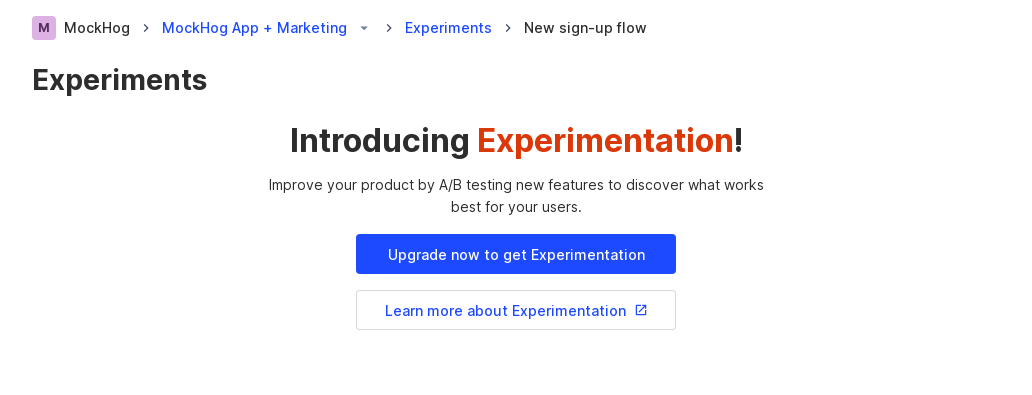 M MockHog MockHog App + Marketing Experiments New sign-up flow
Experiments
Introducing Experimentation!
Improve your product by A/B testing new features to discover what works
best for your users.
Upgrade now to get Experimentation
Learn more about Experimentation